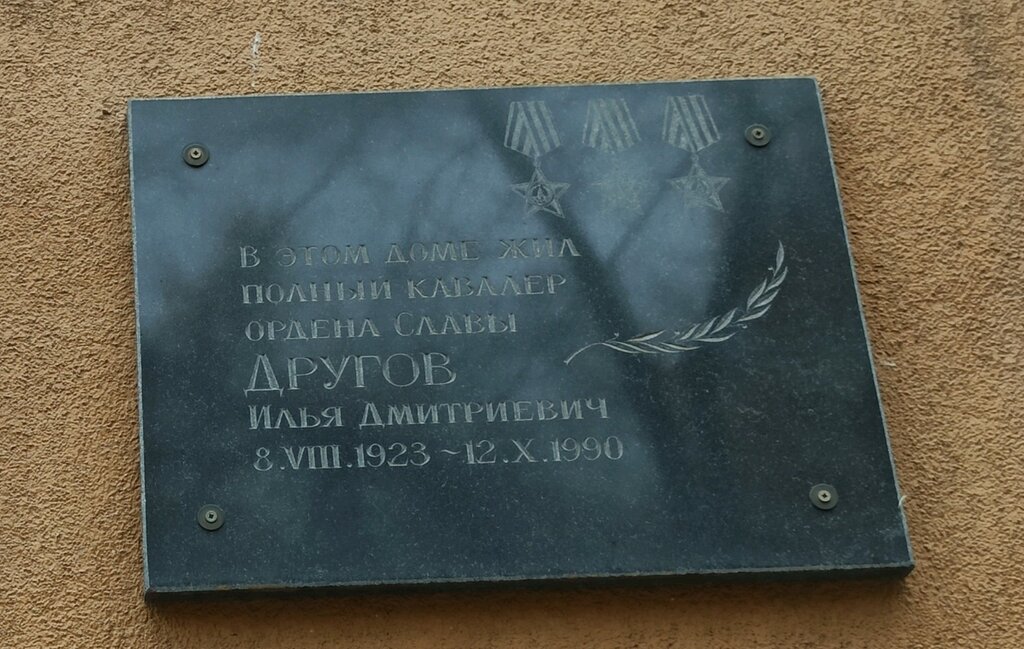 В ЭТОМ ДОМЕ ЖИЛ
ПОЛНЫЙ КАВАЛЕР
ОРДЕНА СЛАВЫ
ДРУГОВ
ИЛЬЯ ДМИТРИЕВИЧ
8.VIII.1923 ~ 12.X.1990